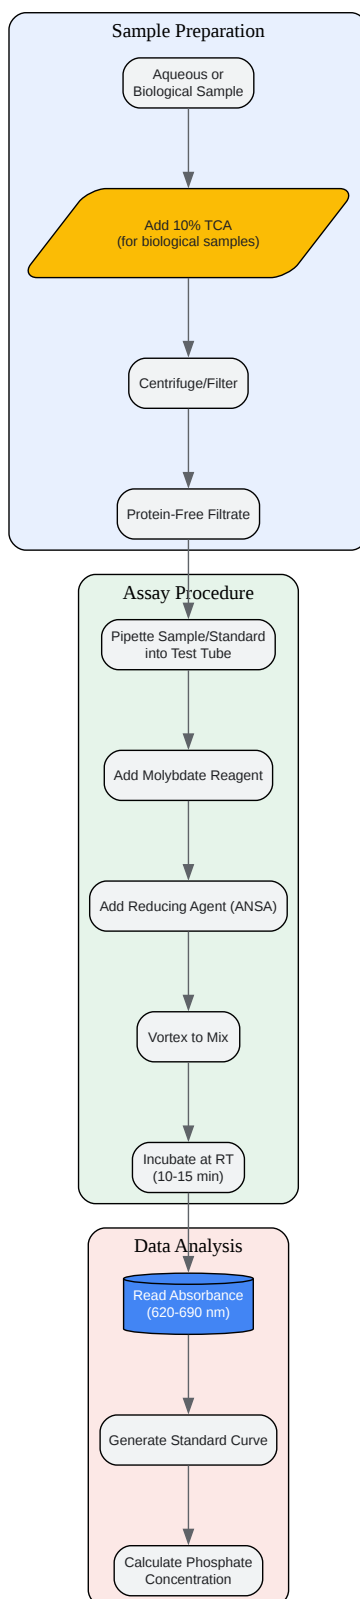 Sample Preparation
Aqueous or
Biological Sample
Add 10% TCA
(for biological samples)
Centrifuge/Filter
Protein-Free Filtrate
Assay Procedure
Pipette Sample/Standard
into Test Tube
Add Molybdate Reagent
Add Reducing Agent (ANSA)
Vortex to Mix
Incubate at RT
(10-15 min)
Data Analysis
Read Absorbance
(620-690 nm)
Generate Standard Curve
Calculate Phosphate
Concentration